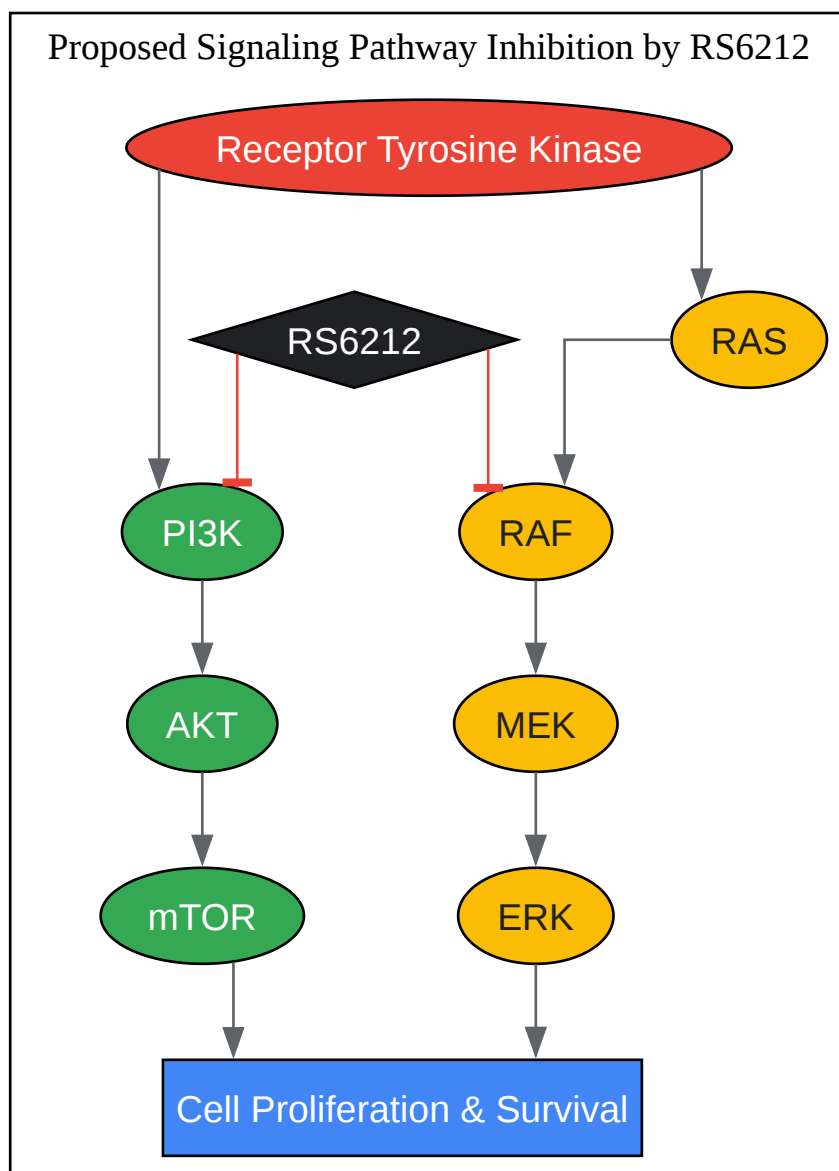 Proposed Signaling Pathway Inhibition by RS6212
Receptor Tyrosine Kinase
RS6212
RAS
PI3K
RAF
AKT
MEK
mTOR
ERK
Cell Proliferation & Survival